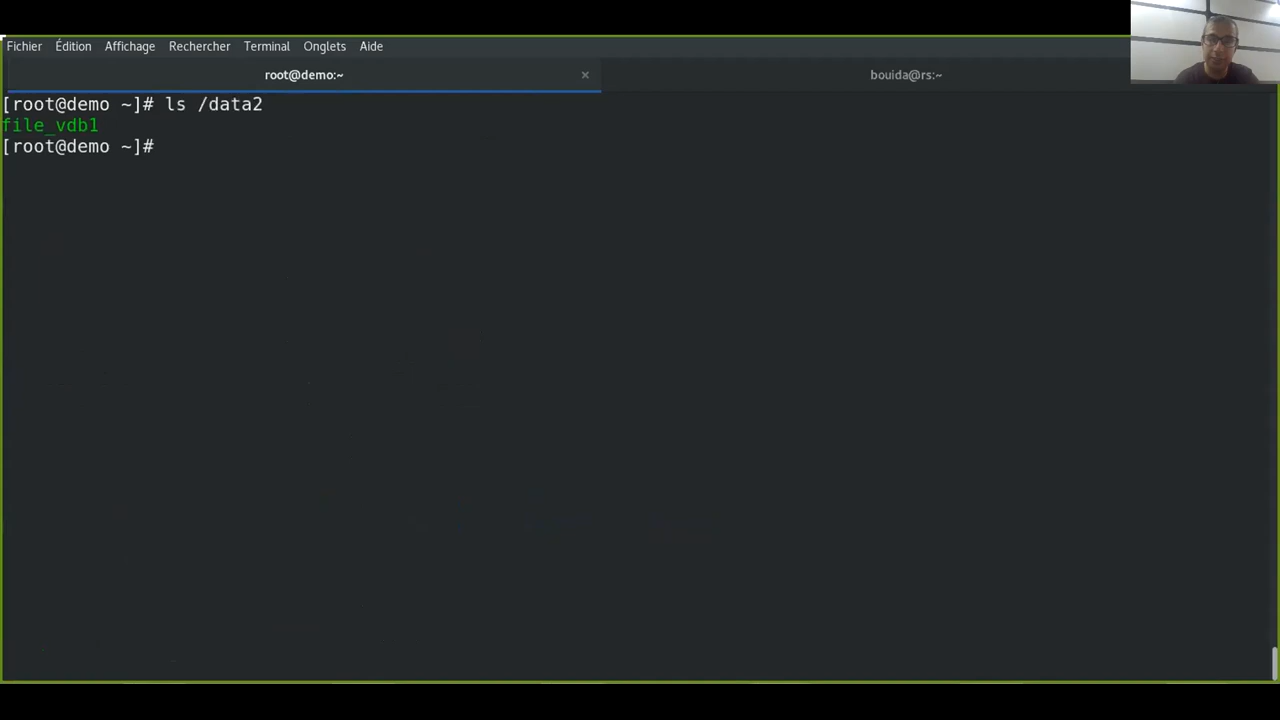 Fichier Édition Affichage Rechercher Terminal Onglets Aide
root@demo:~ × bouida@rs:~
[root@demo ~]# ls /data2
file_vdb1
[root@demo ~]#